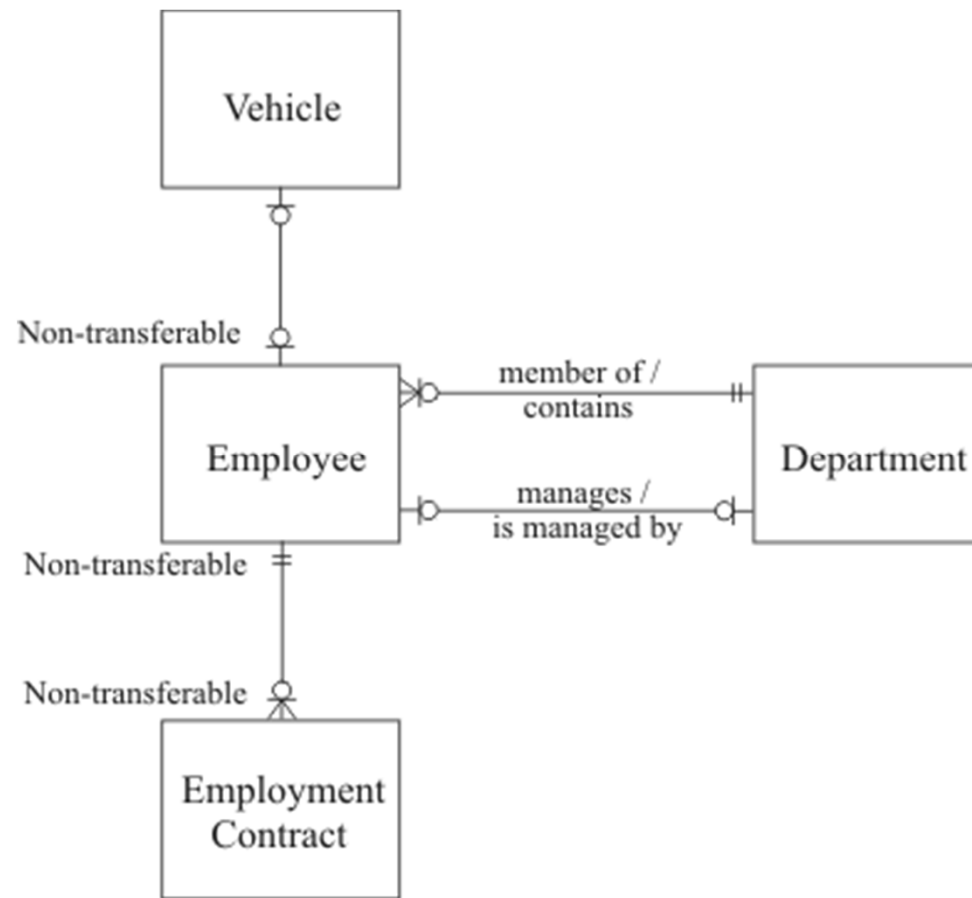 Vehicle
Non-transferable
member of /
contains
Employee
Department
manages /
is managed by
Non-transferable
Non-transferable
Employment
Contract